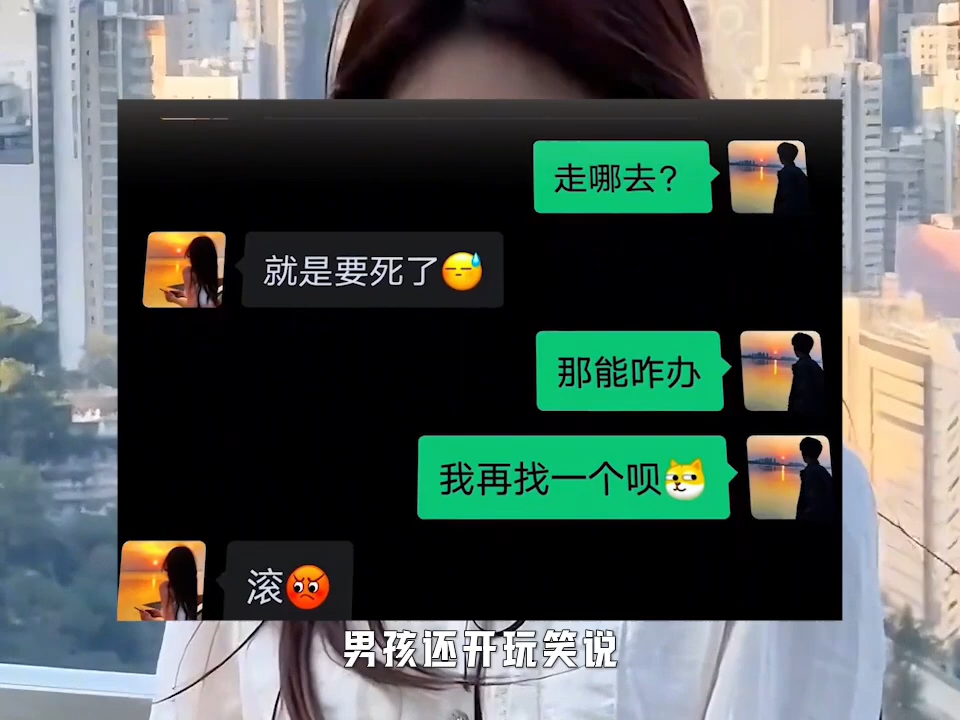 走哪去?
就是要死了
那能咋办
我再找一个呗
滚
男孩还开玩笑说